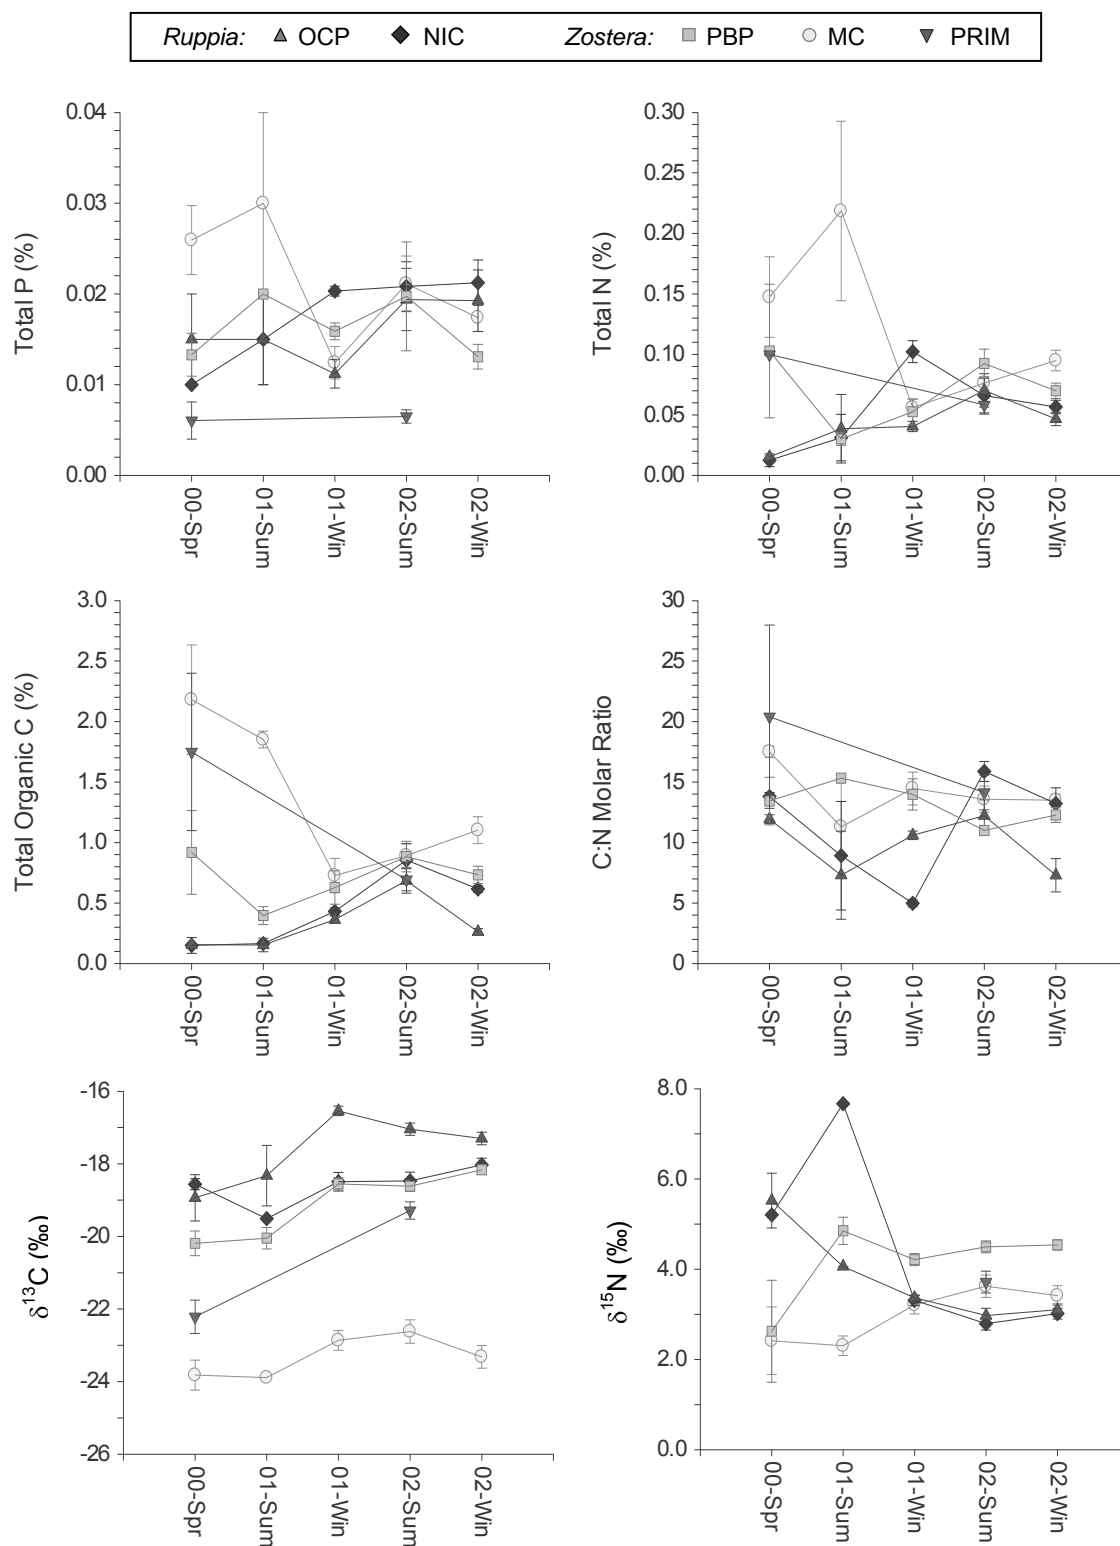 Ruppia: OCP NIC Zostera: PBP MC PRIM
Total P (%)
0.04
0.03
0.02
0.01
0.00
00-Spr
01-Sum
01-Win
02-Sum
02-Win
Total N (%)
0.30
0.25
0.20
0.15
0.10
0.05
0.00
00-Spr
01-Sum
01-Win
02-Sum
02-Win
Total Organic C (%)
3.0
2.5
2.0
1.5
1.0
0.5
0.0
00-Spr
01-Sum
01-Win
02-Sum
02-Win
C:N Molar Ratio
30
20
15
10
5
0
00-Spr
01-Sum
01-Win
02-Sum
02-Win
δ¹³C (‰)
-16
-18
-20
-22
-24
-26
00-Spr
01-Sum
01-Win
02-Sum
02-Win
δ¹⁵N (‰)
8.0
6.0
4.0
2.0
0.0
00-Spr
01-Sum
01-Win
02-Sum
02-Win